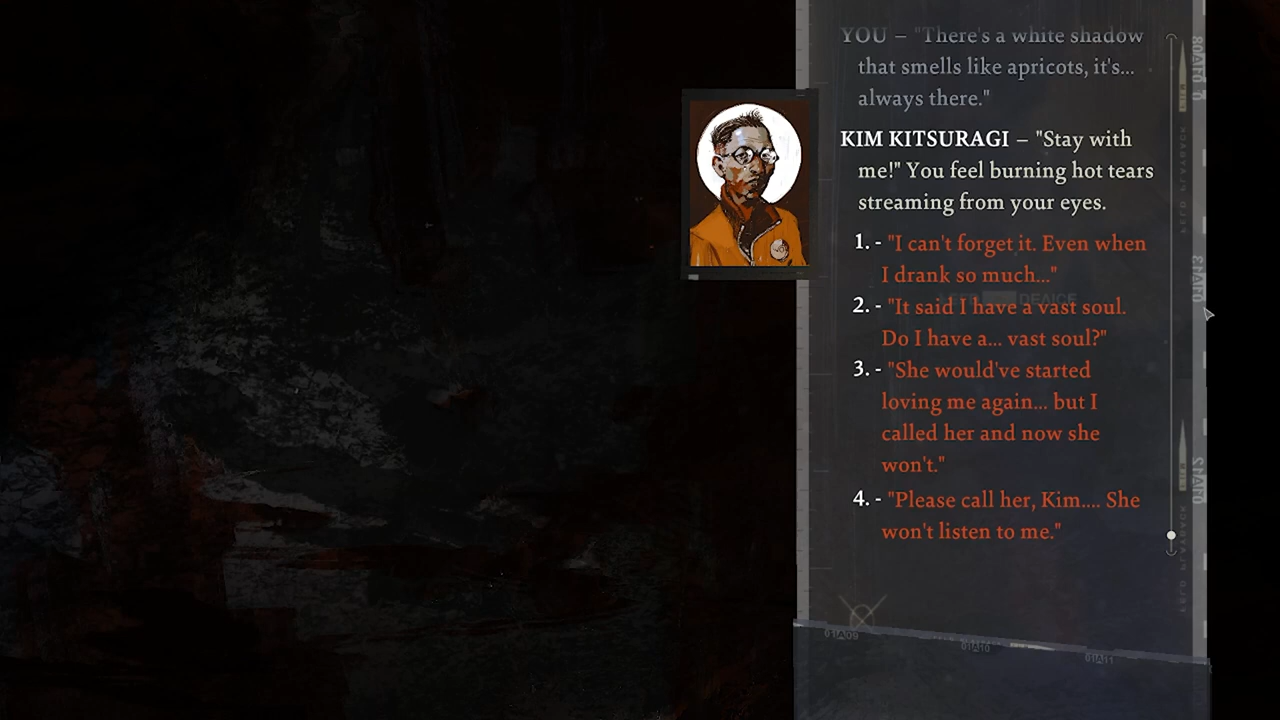 YOU – "There's a white shadow
that smells like apricots, it's...
always there."
KIM KITSURAGI – "Stay with
me!" You feel burning hot tears
streaming from your eyes.
1. - "I can't forget it. Even when
I drank so much..."
2. - "It said I have a vast soul.
Do I have a... vast soul?"
3. - "She would've started
loving me again... but I
called her and now she
won't."
4. - "Please call her, Kim.... She
won't listen to me."
01A09
01A10
01A11